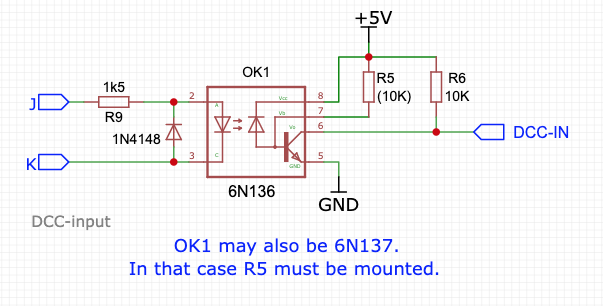 +5V
OK1
1k5
R9
J
2
A
Vcc
8
Vb
7
R5
(10K)
R6
10K
Vo
6
DCC-IN
1N4148
K
3
C
GND
5
6N136
GND
DCC-input
OK1 may also be 6N137.
In that case R5 must be mounted.